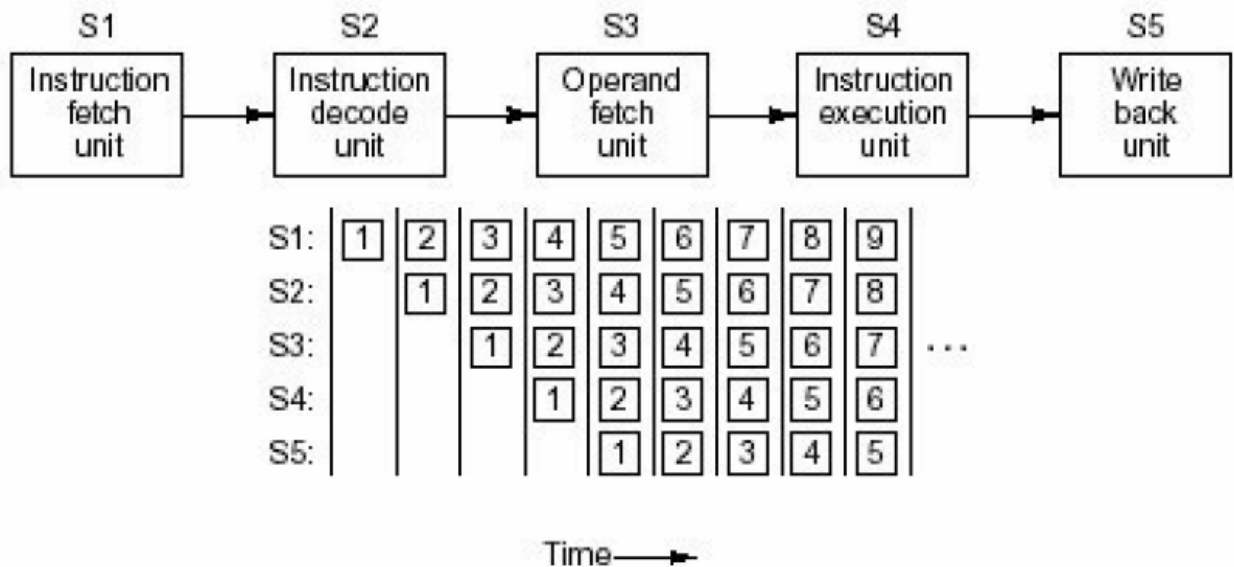 S1 S2 S3 S4 S5
Instruction fetch unit
Instruction decode unit
Operand fetch unit
Instruction execution unit
Write back unit
S1: 1 2 3 4 5 6 7 8 9
S2: 1 2 3 4 5 6 7 8
S3: 1 2 3 4 5 6 7 ...
S4: 1 2 3 4 5 6
S5: 1 2 3 4 5
Time